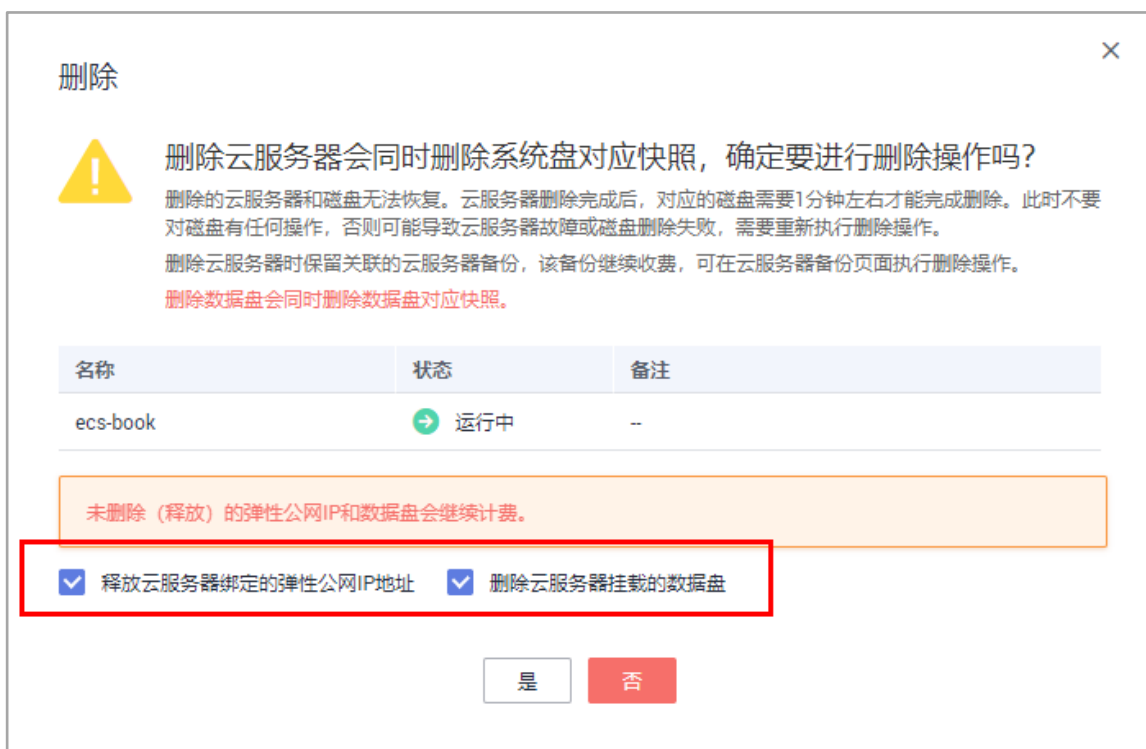 删除
删除云服务器会同时删除系统盘对应快照，确定要进行删除操作吗？
删除的云服务器和磁盘无法恢复。云服务器删除完成后，对应的磁盘需要1分钟左右才能完成删除。此时不要
对磁盘有任何操作，否则可能导致云服务器故障或磁盘删除失败，需要重新执行删除操作。
删除云服务器时保留关联的云服务器备份，该备份继续收费，可在云服务器备份页面执行删除操作。
删除数据盘会同时删除数据盘对应快照。
名称 状态 备注
ecs-book 运行中 --
未删除（释放）的弹性公网IP和数据盘会继续计费。
释放云服务器绑定的弹性公网IP地址 删除云服务器挂载的数据盘
是 否